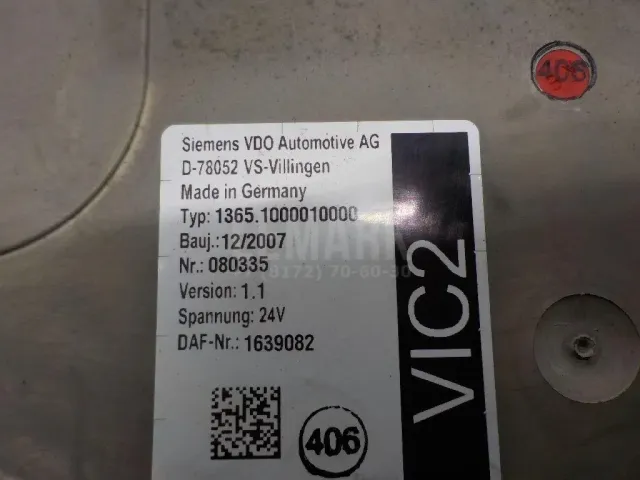 406
Siemens VDO Automotive AG
D-78052 VS-Villingen
Made in Germany
Typ: 1365.1000010000
Bauj.:12/2007
Nr.: 080335
Version: 1.1
Spannung: 24V
DAF-Nr.: 1639082
VIC2
406